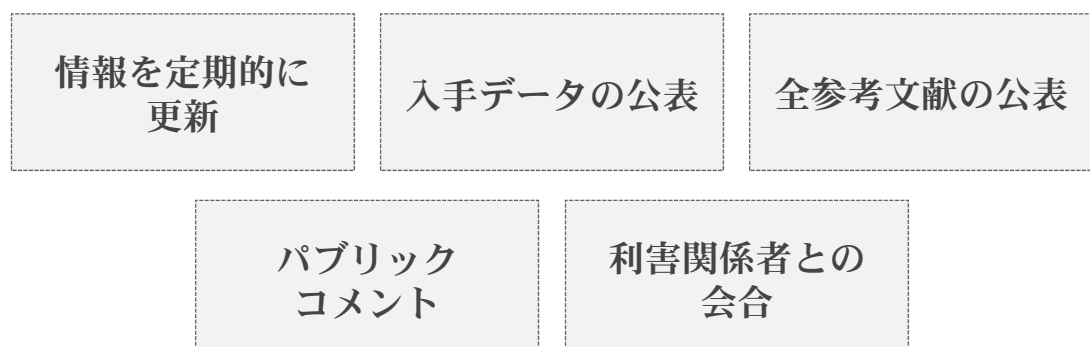 情報を定期的に
更新
入手データの公表
全参考文献の公表
パブリック
コメント
利害関係者との
会合